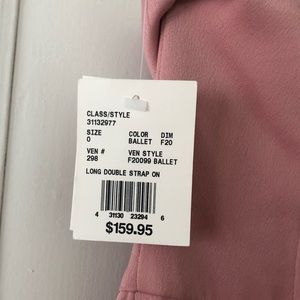 CLASS/STYLE
31132977
SIZE COLOR DIM
0 BALLET F20
VEN # VEN STYLE
298 F20099 BALLET
LONG DOUBLE STRAP ON
4 31130 23294 6
$159.95